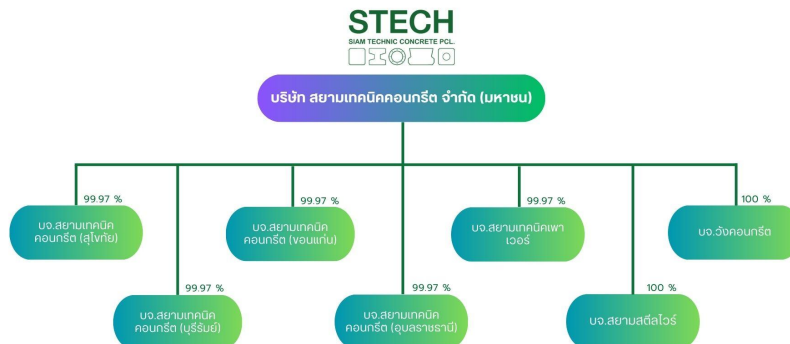 STECH
SIAM TECHNIC CONCRETE PCL.
บริษัท สยามเทคนิคคอนกรีต จำกัด (มหาชน)
99.97 %
บจ.สยามเทคนิค
คอนกรีต (สุโขทัย)
99.97 %
บจ.สยามเทคนิค
คอนกรีต (ขอนแก่น)
99.97 %
บจ.สยามเทคนิคเพา
เวอร์
100 %
บจ.วังคอนกรีต
99.97 %
บจ.สยามเทคนิค
คอนกรีต (บุรีรัมย์)
99.97 %
บจ.สยามเทคนิค
คอนกรีต (อุบลราชธานี)
100 %
บจ.สยามสตีลไวร์